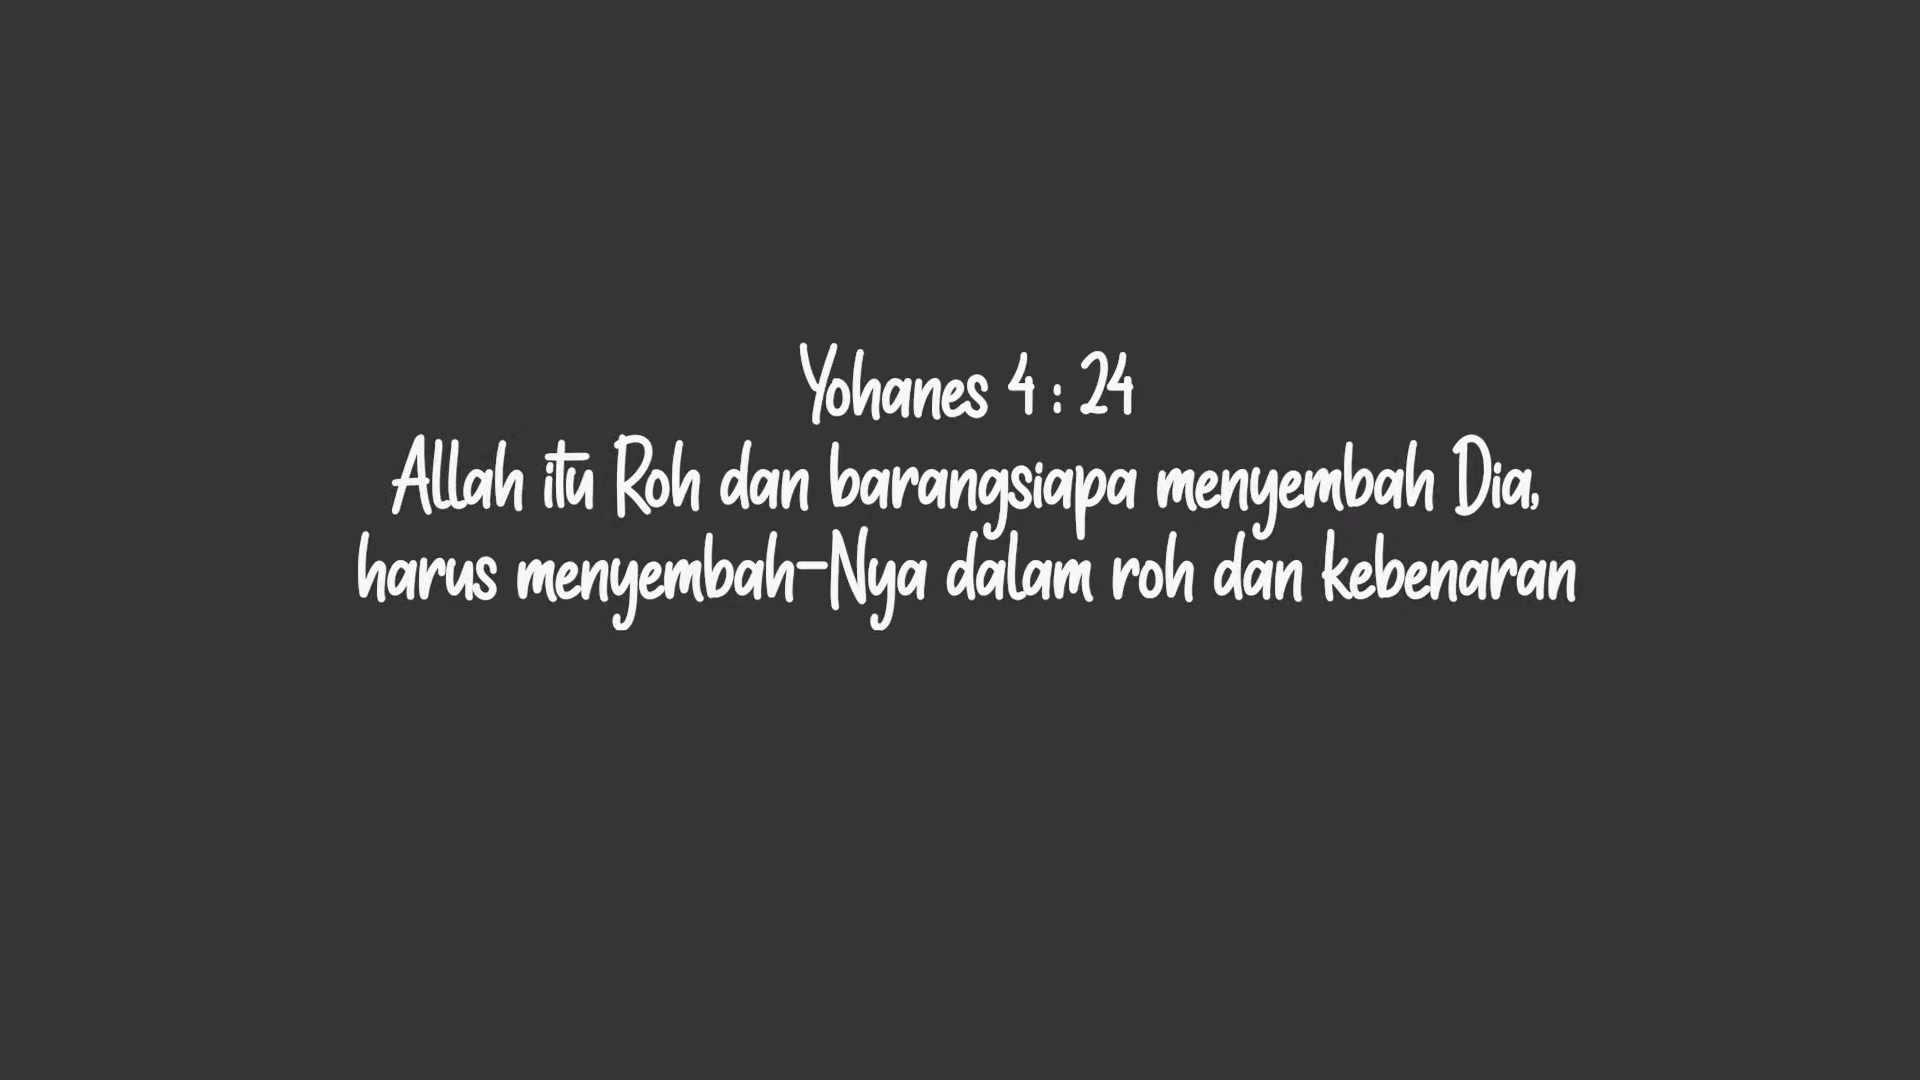 Yohanes 4 : 24
Allah itu Roh dan barangsiapa menyembah Dia,
harus menyembah-Nya dalam roh dan kebenaran